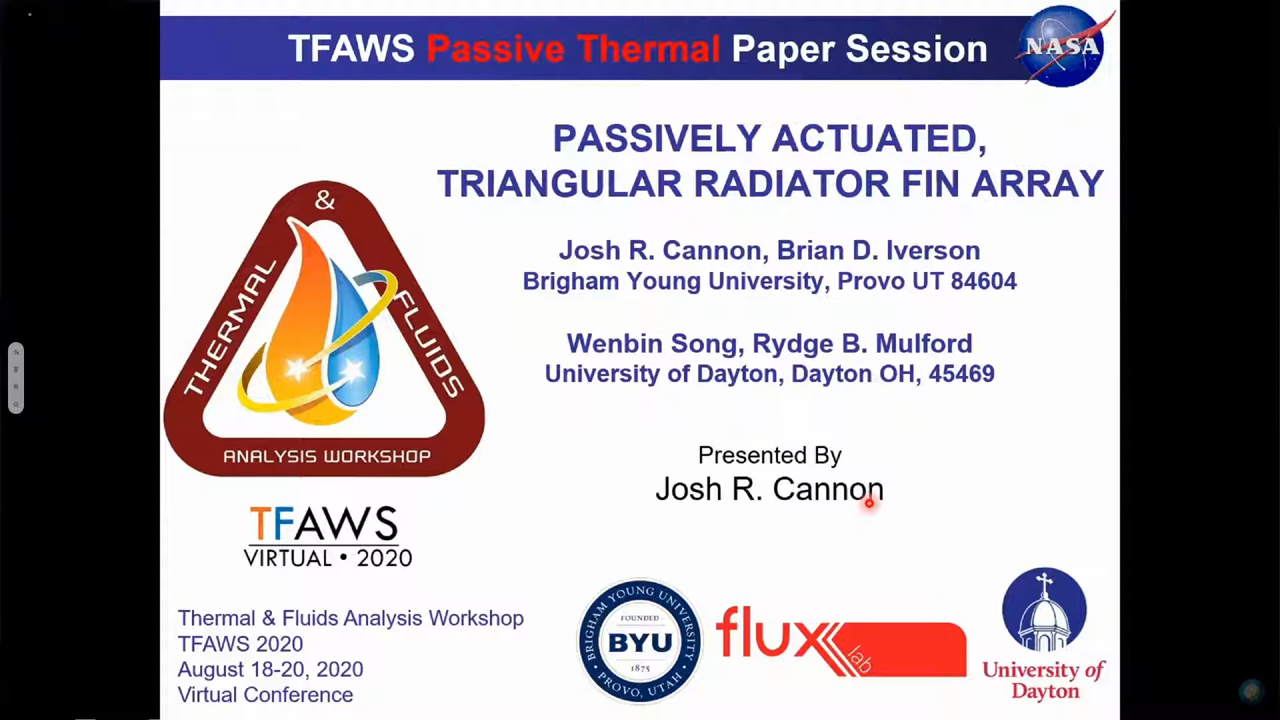 TFAWS Passive Thermal Paper Session
NASA
PASSIVELY ACTUATED,
TRIANGULAR RADIATOR FIN ARRAY
Josh R. Cannon, Brian D. Iverson
Brigham Young University, Provo UT 84604
Wenbin Song, Rydge B. Mulford
University of Dayton, Dayton OH, 45469
Presented By
Josh R. Cannon
THERMAL
&
FLUIDS
ANALYSIS WORKSHOP
TFAWS
VIRTUAL • 2020
Thermal & Fluids Analysis Workshop
TFAWS 2020
August 18-20, 2020
Virtual Conference
BRIGHAM YOUNG UNIVERSITY
FOUNDED
BYU
1875
PROVO, UTAH
flux
lab
University of
Dayton